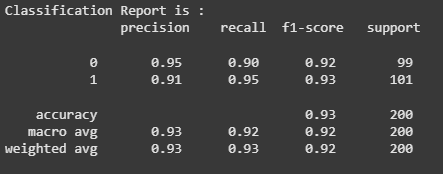 Classification Report is :
precision recall f1-score support
0 0.95 0.90 0.92 99
1 0.91 0.95 0.93 101
accuracy 0.93 200
macro avg 0.93 0.92 0.92 200
weighted avg 0.93 0.93 0.92 200